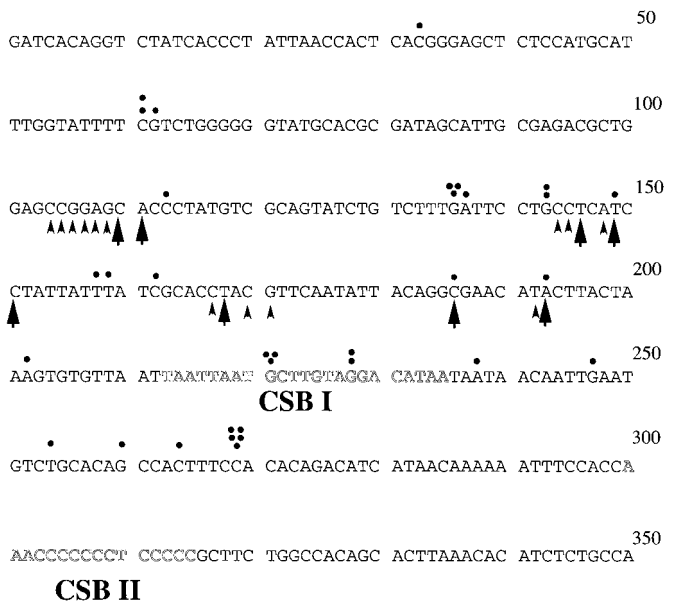 50
GATCACAGGT CTATCACCCT ATTAACCACT CACGGGAGCT CTCCATGCAT
100
TTGGTATTTT CGTCTGGGGG GTATGCACGC GATAGCATTG CGAGACGCTG
150
GAGCCGGAGC ACCCTATGTC GCAGTATCTG TCTTTGATTC CTGCCTCATC
200
CTATTATTTA TCGCACCTAC GTTCAATATT ACAGGCGAAC ATACTTACTA
250
AAGTGTGTTA ATTAATTAAT GCTTGTAGGA CATAATAATA ACAATTGAAT
CSB I
300
GTCTGCACAG CCACTTTCCA CACAGACATC ATAACAAAAA ATTTCCACCA
350
AACCCCCCCT CCCCCGCTTC TGGCCACAGC ACTTAAACAC ATCTCTGCCA
CSB II